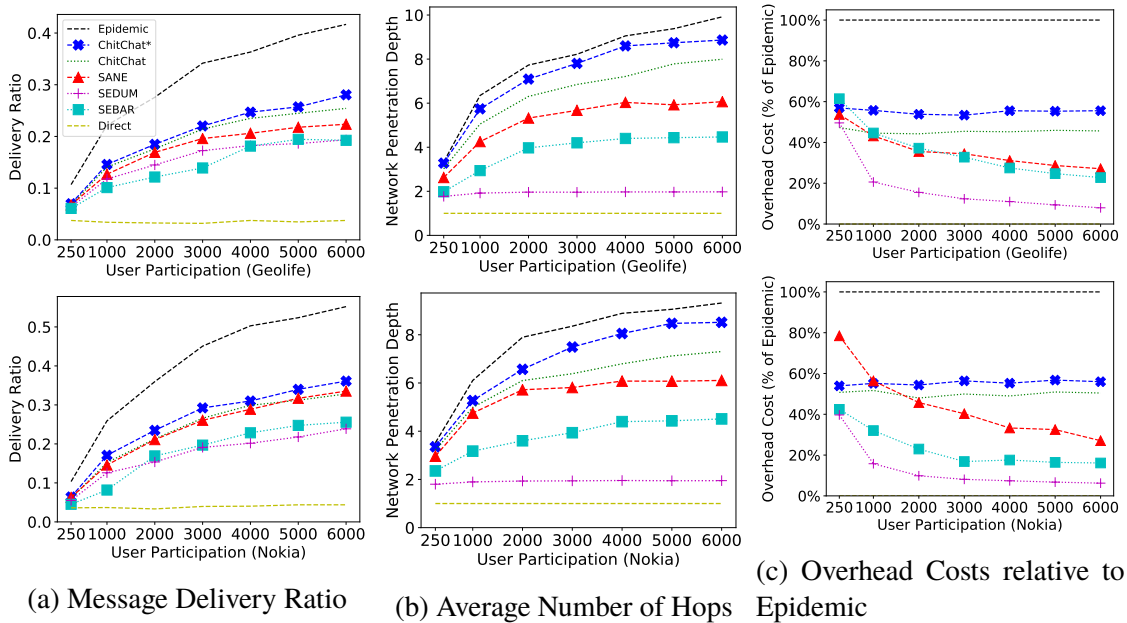 0.4
0.3
0.2
0.1
0.0
Delivery Ratio
Epidemic
ChitChat*
ChitChat
SANE
SEDUM
SEBAR
Direct
250 1000 2000 3000 4000 5000 6000
User Participation (Geolife)
10
8
6
4
2
0
Network Penetration Depth
250 1000 2000 3000 4000 5000 6000
User Participation (Geolife)
100%
80%
60%
40%
20%
0%
Overhead Cost (% of Epidemic)
250 1000 2000 3000 4000 5000 6000
User Participation (Geolife)
0.5
0.4
0.3
0.2
0.1
0.0
Delivery Ratio
250 1000 2000 3000 4000 5000 6000
User Participation (Nokia)
8
6
4
2
0
Network Penetration Depth
250 1000 2000 3000 4000 5000 6000
User Participation (Nokia)
100%
80%
60%
40%
20%
0%
Overhead Cost (% of Epidemic)
250 1000 2000 3000 4000 5000 6000
User Participation (Nokia)
(a) Message Delivery Ratio
(b) Average Number of Hops
(c) Overhead Costs relative to
Epidemic